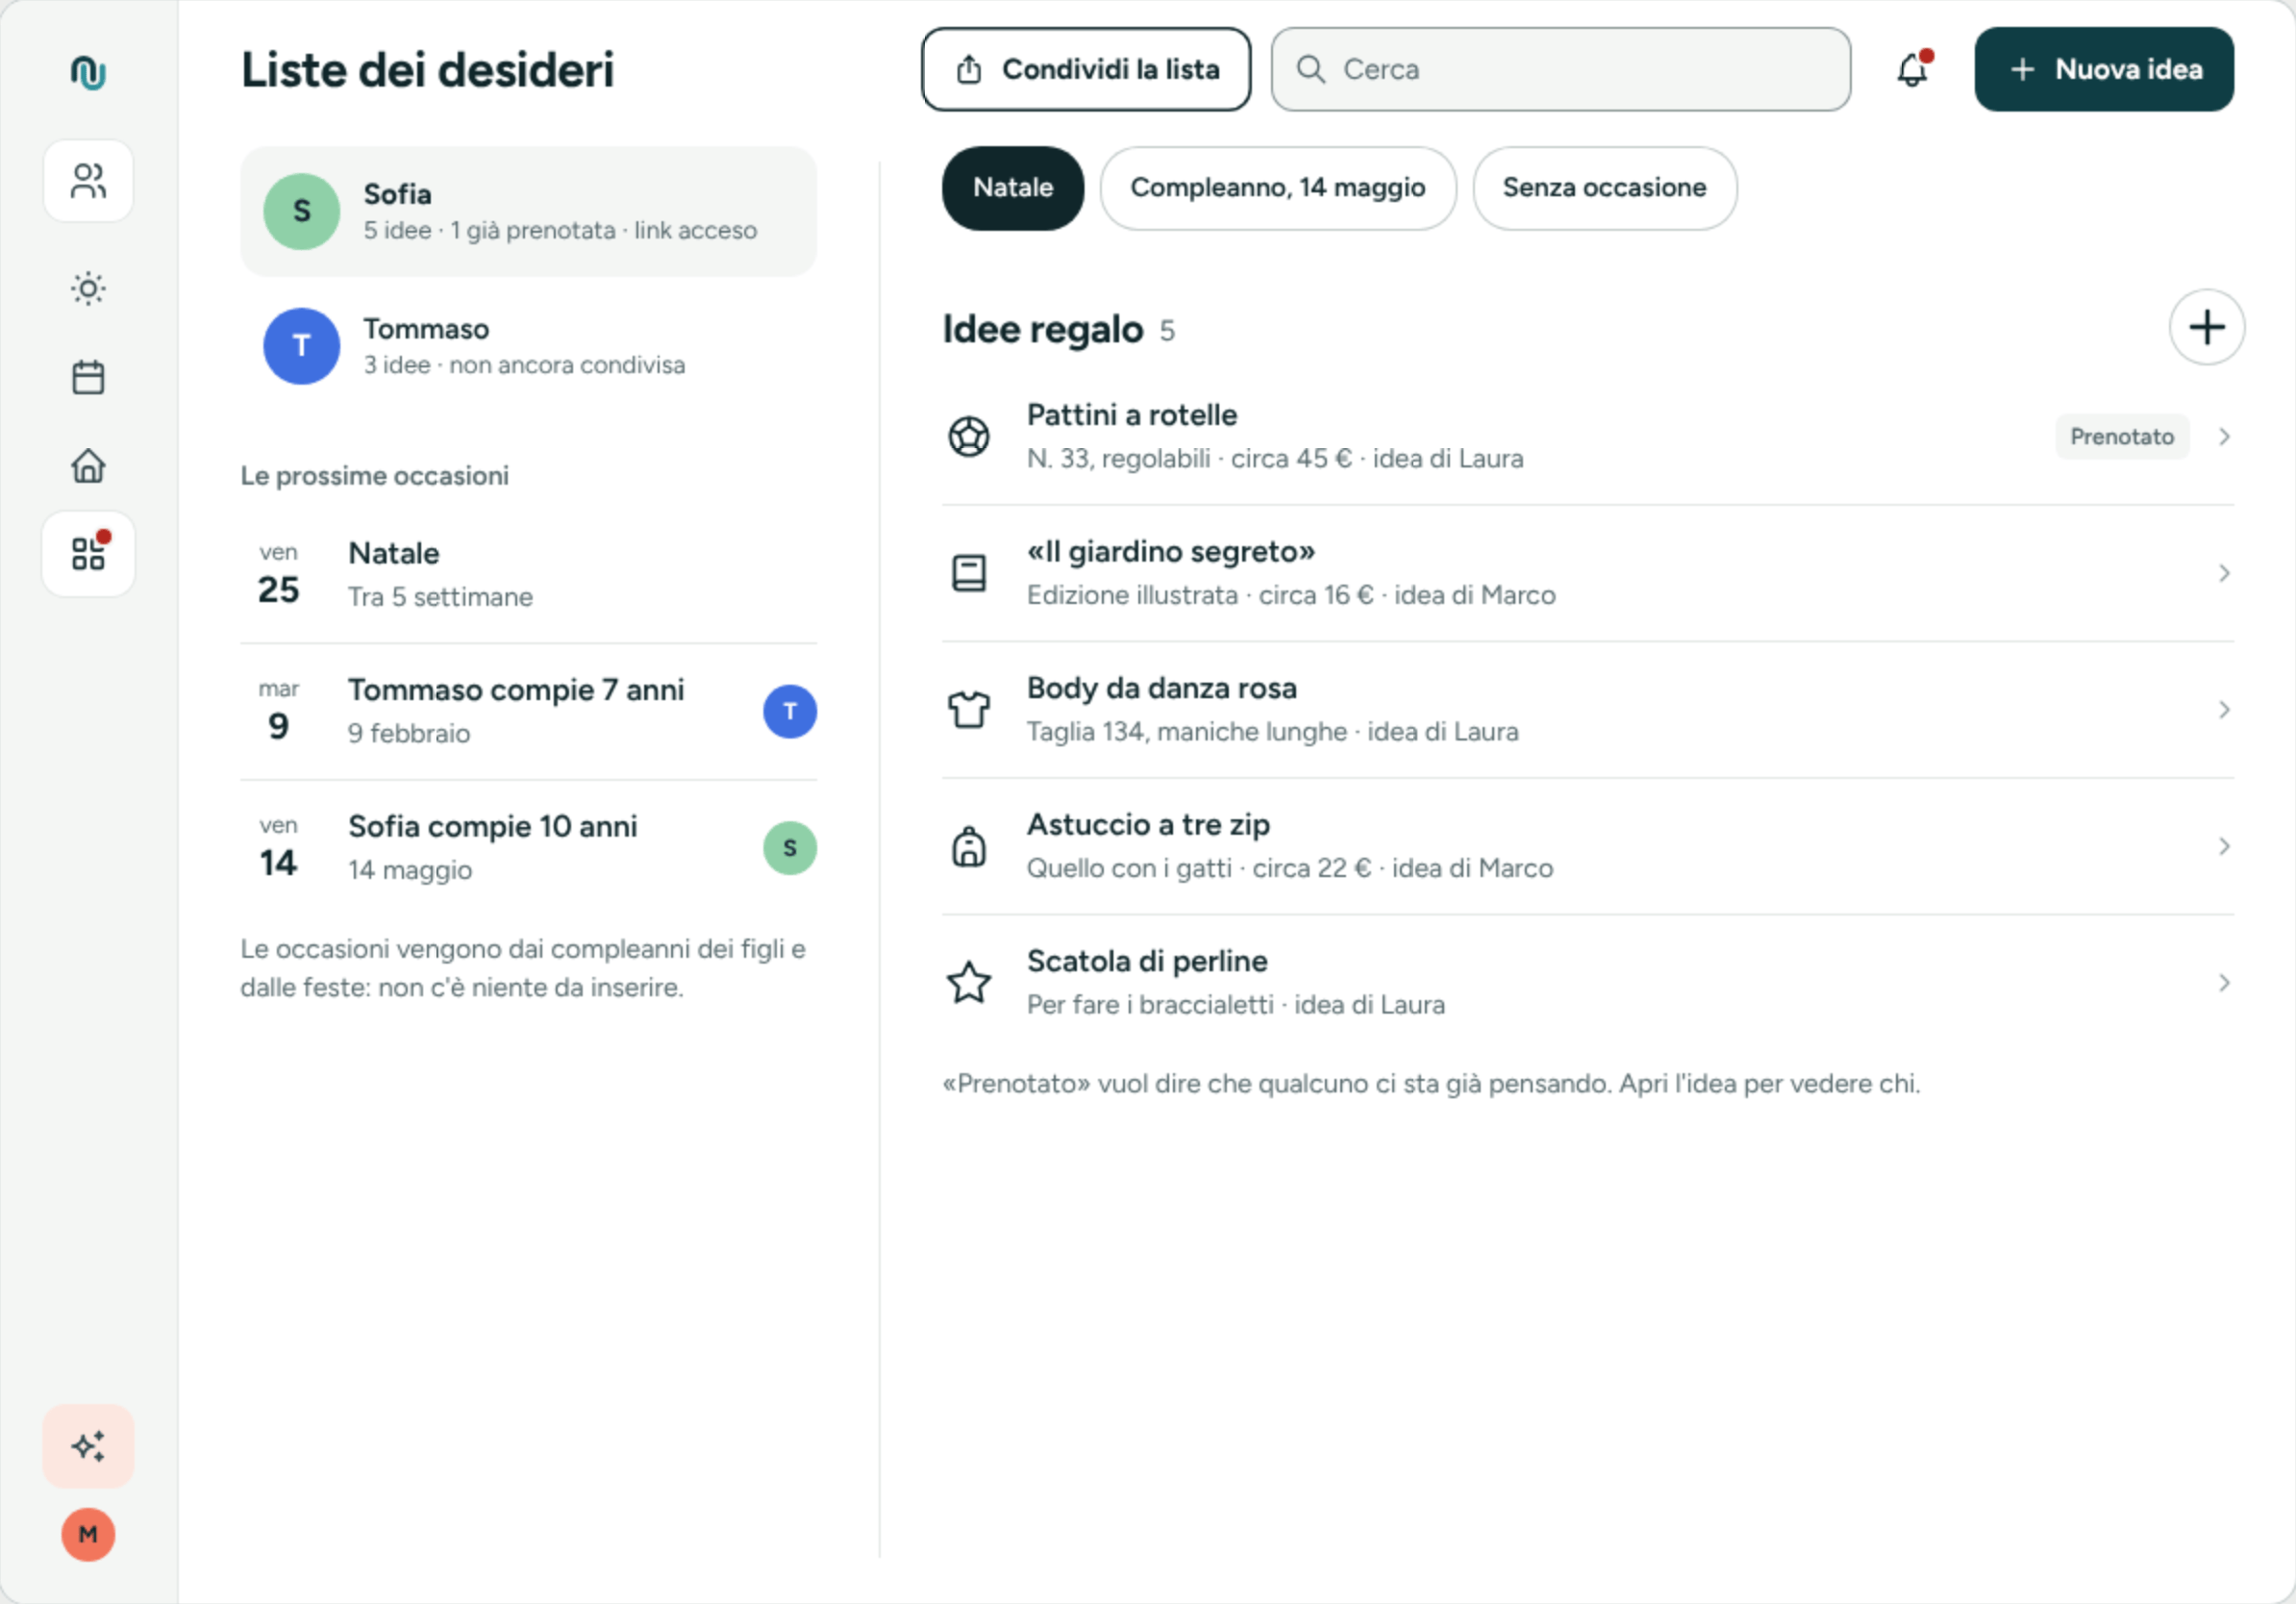 Liste dei desideri
Condividi la lista
Cerca
Nuova idea
S
Sofia
5 idee · 1 già prenotata · link acceso
T
Tommaso
3 idee · non ancora condivisa
Le prossime occasioni
ven
25
Natale
Tra 5 settimane
mar
9
Tommaso compie 7 anni
9 febbraio
T
ven
14
Sofia compie 10 anni
14 maggio
S
Le occasioni vengono dai compleanni dei figli e
dalle feste: non c'è niente da inserire.
Natale
Compleanno, 14 maggio
Senza occasione
Idee regalo 5
Pattini a rotelle
N. 33, regolabili · circa 45 € · idea di Laura
Prenotato
«Il giardino segreto»
Edizione illustrata · circa 16 € · idea di Marco
Body da danza rosa
Taglia 134, maniche lunghe · idea di Laura
Astuccio a tre zip
Quello con i gatti · circa 22 € · idea di Marco
Scatola di perline
Per fare i braccialetti · idea di Laura
«Prenotato» vuol dire che qualcuno ci sta già pensando. Apri l'idea per vedere chi.
M